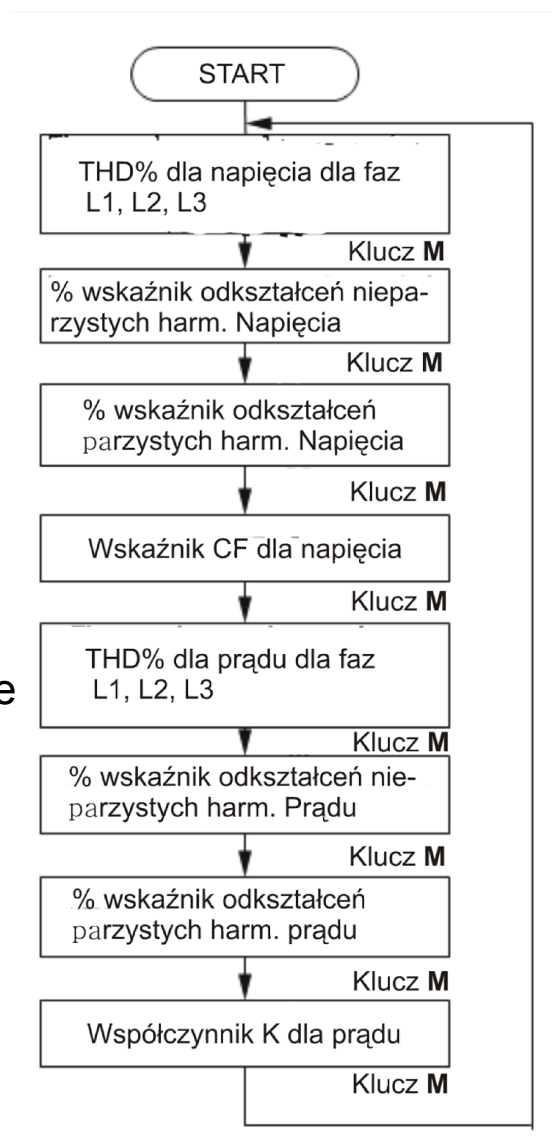 START
THD% dla napięcia dla faz
L1, L2, L3
Klucz M
% wskaźnik odkształceń niepa-
rzystych harm. Napięcia
Klucz M
% wskaźnik odkształceń
parzystych harm. Napięcia
Klucz M
Wskaźnik CF dla napięcia
Klucz M
THD% dla prądu dla faz
L1, L2, L3
e
Klucz M
% wskaźnik odkształceń nie-
parzystych harm. Prądu
Klucz M
% wskaźnik odkształceń
parzystych harm. prądu
Klucz M
Współczynnik K dla prądu
Klucz M